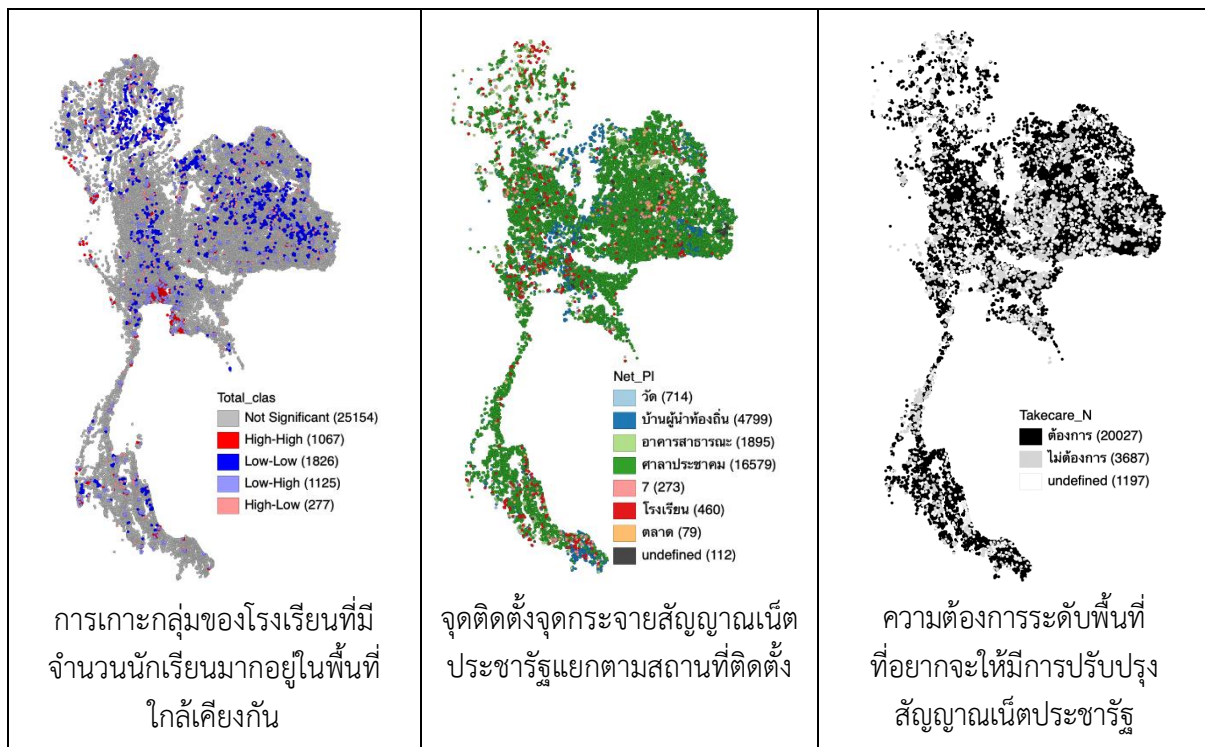 Total_clas
Not Significant (25154)
High-High (1067)
Low-Low (1826)
Low-High (1125)
High-Low (277)
การเกาะกลุ่มของโรงเรียนที่มี
จำนวนนักเรียนมากอยู่ในพื้นที่
ใกล้เคียงกัน
Net_Pl
วัด (714)
บ้านผู้นำท้องถิ่น (4799)
อาคารสาธารณะ (1895)
ศาลาประชาคม (16579)
7 (273)
โรงเรียน (460)
ตลาด (79)
undefined (112)
จุดติดตั้งจุดกระจายสัญญาณเน็ต
ประชารัฐแยกตามสถานที่ติดตั้ง
Takecare_N
ต้องการ (20027)
ไม่ต้องการ (3687)
undefined (1197)
ความต้องการระดับพื้นที่
ที่อยากจะให้มีการปรับปรุง
สัญญาณเน็ตประชารัฐ